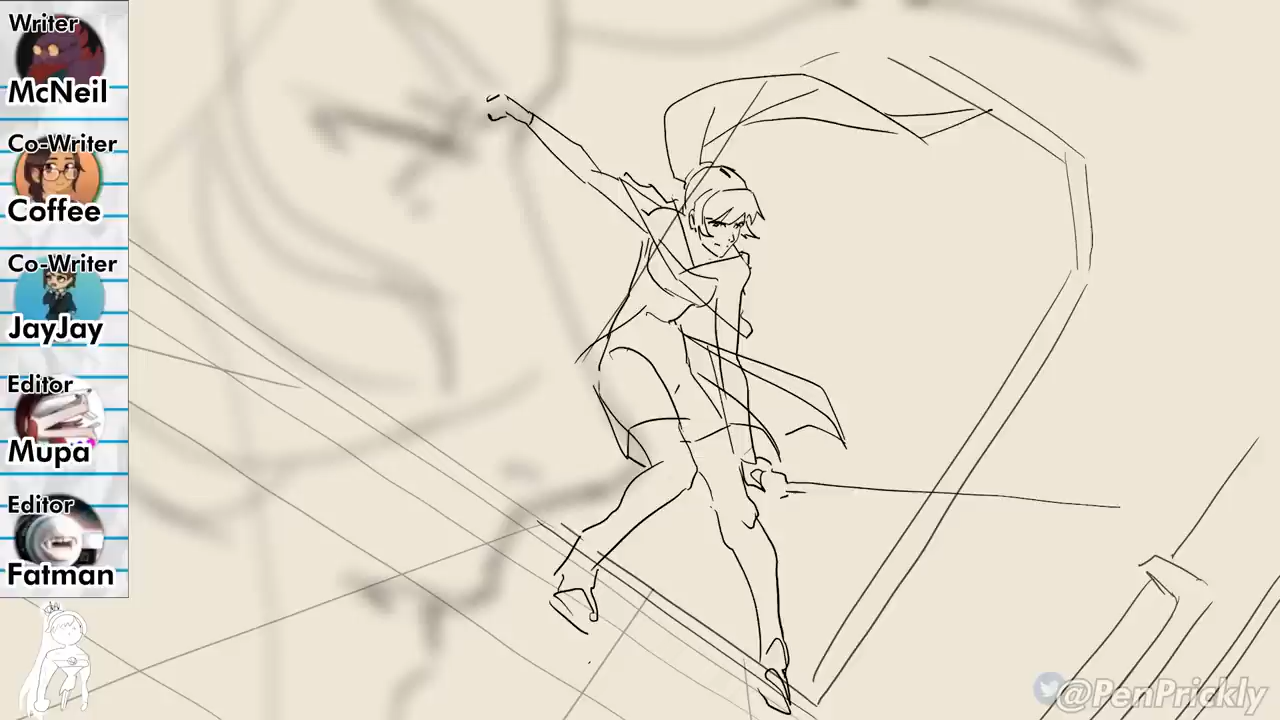 Writer
McNeil
Co-Writer
Coffee
Co-Writer
JayJay
Editor
Mupa
Editor
Fatman
@PenPrickly